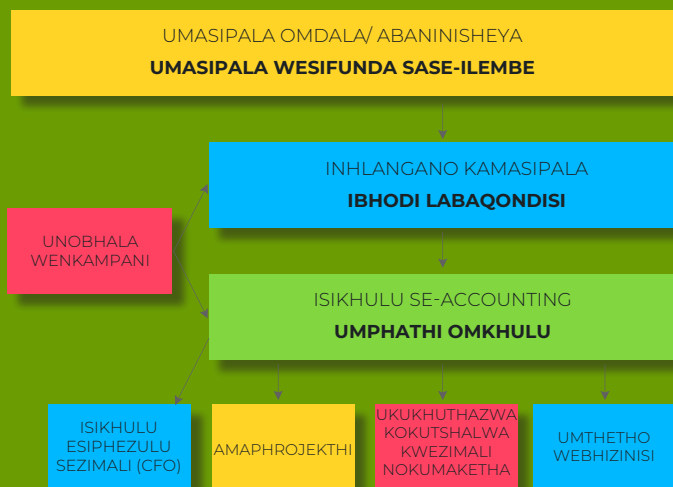 UMASIPALA OMDALA/ ABANINISHEYA
UMASIPALA WESIFUNDA SASE-ILEMBE
INHLANGANO KAMASIPALA
IBHODI LABAQONDISI
UNOBHALA
WENKAMPANI
ISIKHULU SE-ACCOUNTING
UMPHATHI OMKHULU
ISIKHULU
ESIPHEZULU
SEZIMALI (CFO)
AMAPHROJEKTHI
UKUKHUTHAZWA
KOKUTSHALWA
KWEZIMALI
NOKUMAKETHA
UMTHETHO
WEBHIZINISI